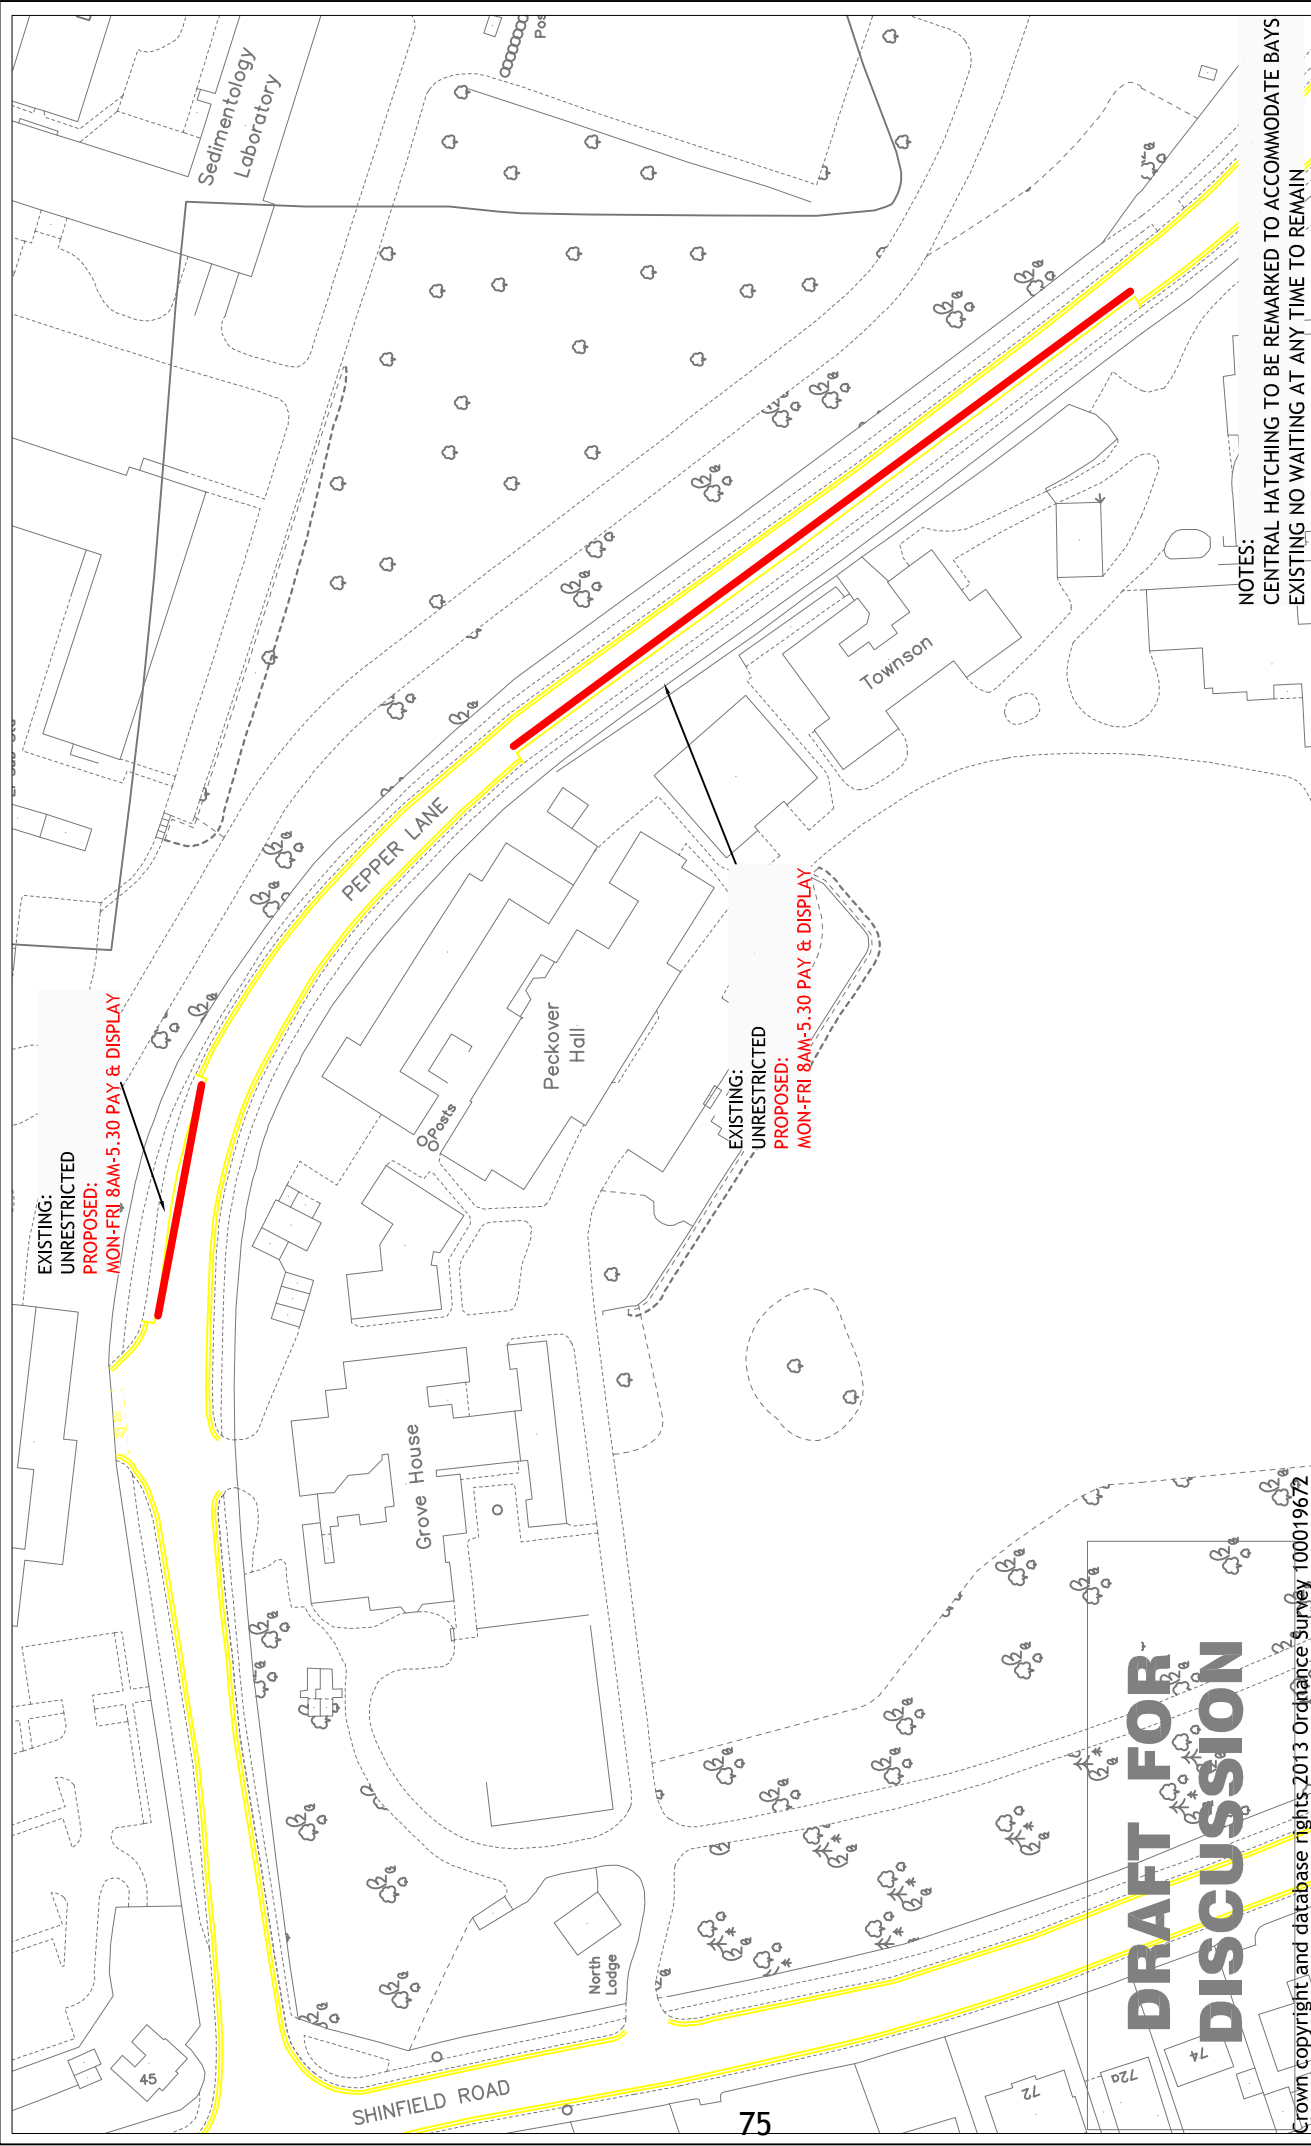 Sedimentology
Laboratory
Pos
EXISTING:
UNRESTRICTED
PROPOSED:
MON-FRI 8AM-5.30 PAY & DISPLAY
PEPPER LANE
Townson
NOTES:
CENTRAL HATCHING TO BE REMARKED TO ACCOMMODATE BAYS
EXISTING NO WAITING AT ANY TIME TO REMAIN
EXISTING:
UNRESTRICTED
PROPOSED:
MON-FRI 8AM-5.30 PAY & DISPLAY
Peckover
Hall
Posts
Grove House
North
Lodge
45
SHINFIELD ROAD
72
72a
74
DRAFT FOR
DISCUSSION
Crown copyright and database rights 2013 Ordnance Survey 100019672
75